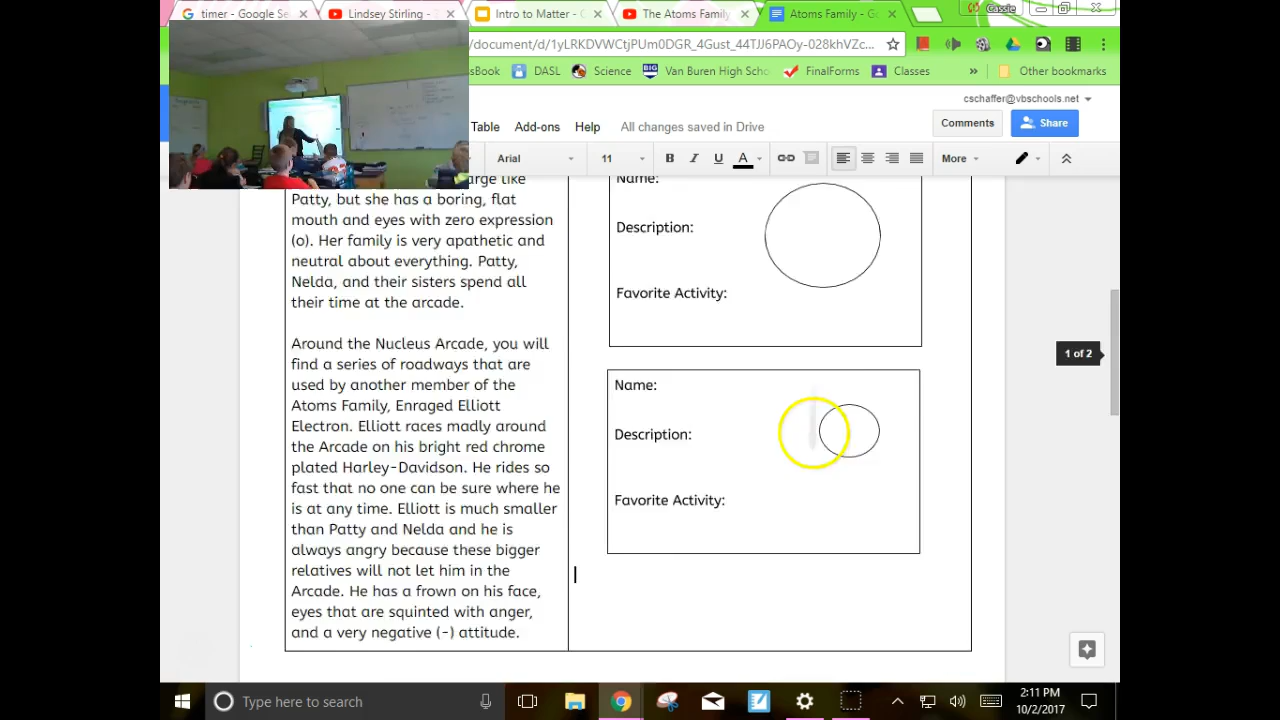 timer - Google Se
Lindsey Stirling -
Intro to Matter - G
The Atoms Family
Atoms Family - Go
Cassie
/document/d/1yLRKDVWCtjPUm0DGR_4Gust_44TJJ6PAOy-028khVZc...
ssBook
DASL
Science
BIG
Van Buren High Scho
FinalForms
Classes
»
Other bookmarks
cschaffer@vbschools.net
Table
Add-ons
Help
All changes saved in Drive
Comments
Share
Arial
11
B
I
U
A
More
arge like
Patty, but she has a boring, flat
mouth and eyes with zero expression
(o). Her family is very apathetic and
neutral about everything. Patty,
Nelda, and their sisters spend all
their time at the arcade.
Around the Nucleus Arcade, you will
find a series of roadways that are
used by another member of the
Atoms Family, Enraged Elliott
Electron. Elliott races madly around
the Arcade on his bright red chrome
plated Harley-Davidson. He rides so
fast that no one can be sure where he
is at any time. Elliott is much smaller
than Patty and Nelda and he is
always angry because these bigger
relatives will not let him in the
Arcade. He has a frown on his face,
eyes that are squinted with anger,
and a very negative (-) attitude.
Name:
Description:
Favorite Activity:
Name:
Description:
Favorite Activity:
1 of 2
Type here to search
2:11 PM
10/2/2017